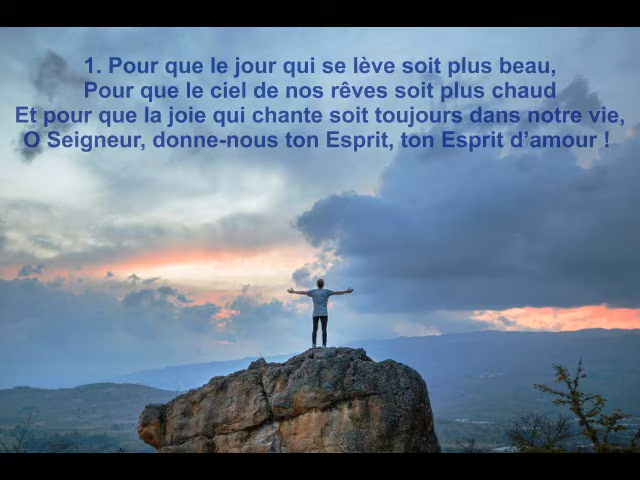 1. Pour que le jour qui se lève soit plus beau,
Pour que le ciel de nos rêves soit plus chaud
Et pour que la joie qui chante soit toujours dans notre vie,
O Seigneur, donne-nous ton Esprit, ton Esprit d’amour !